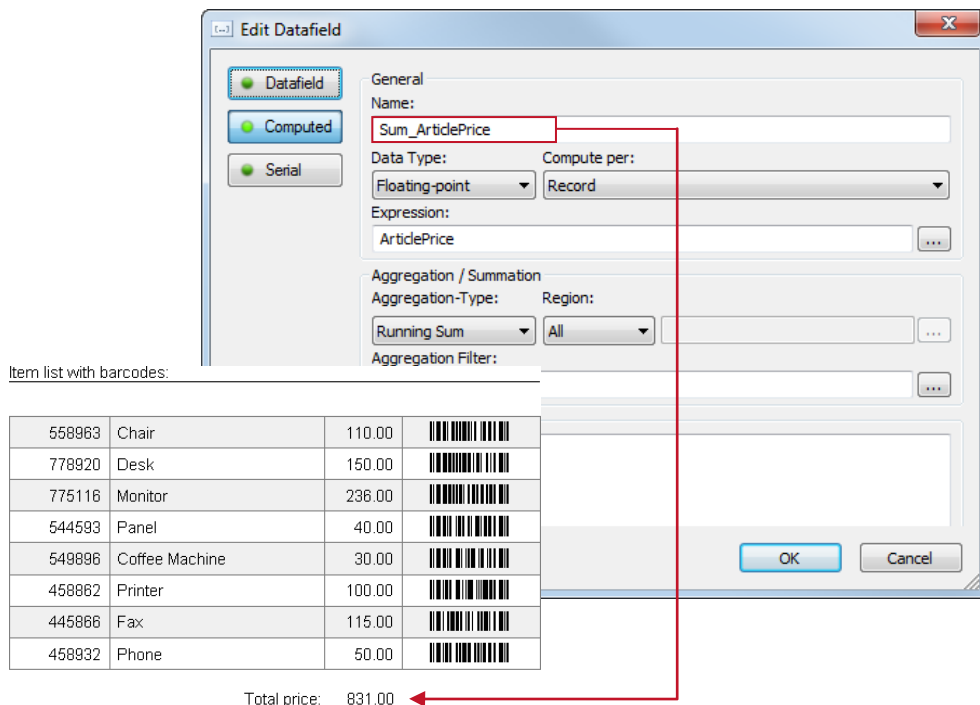 Edit Datafield
Datafield
Computed
Serial
General
Name:
Sum_ArticlePrice
Data Type: Compute per:
Floating-point Record
Expression:
ArticlePrice ...
Aggregation / Summation
Aggregation-Type: Region:
Running Sum All ...
Aggregation Filter:
...
OK Cancel
Item list with barcodes:
558963 Chair 110.00
778920 Desk 150.00
775116 Monitor 236.00
544593 Panel 40.00
549896 Coffee Machine 30.00
458862 Printer 100.00
445866 Fax 115.00
458932 Phone 50.00
Total price: 831.00